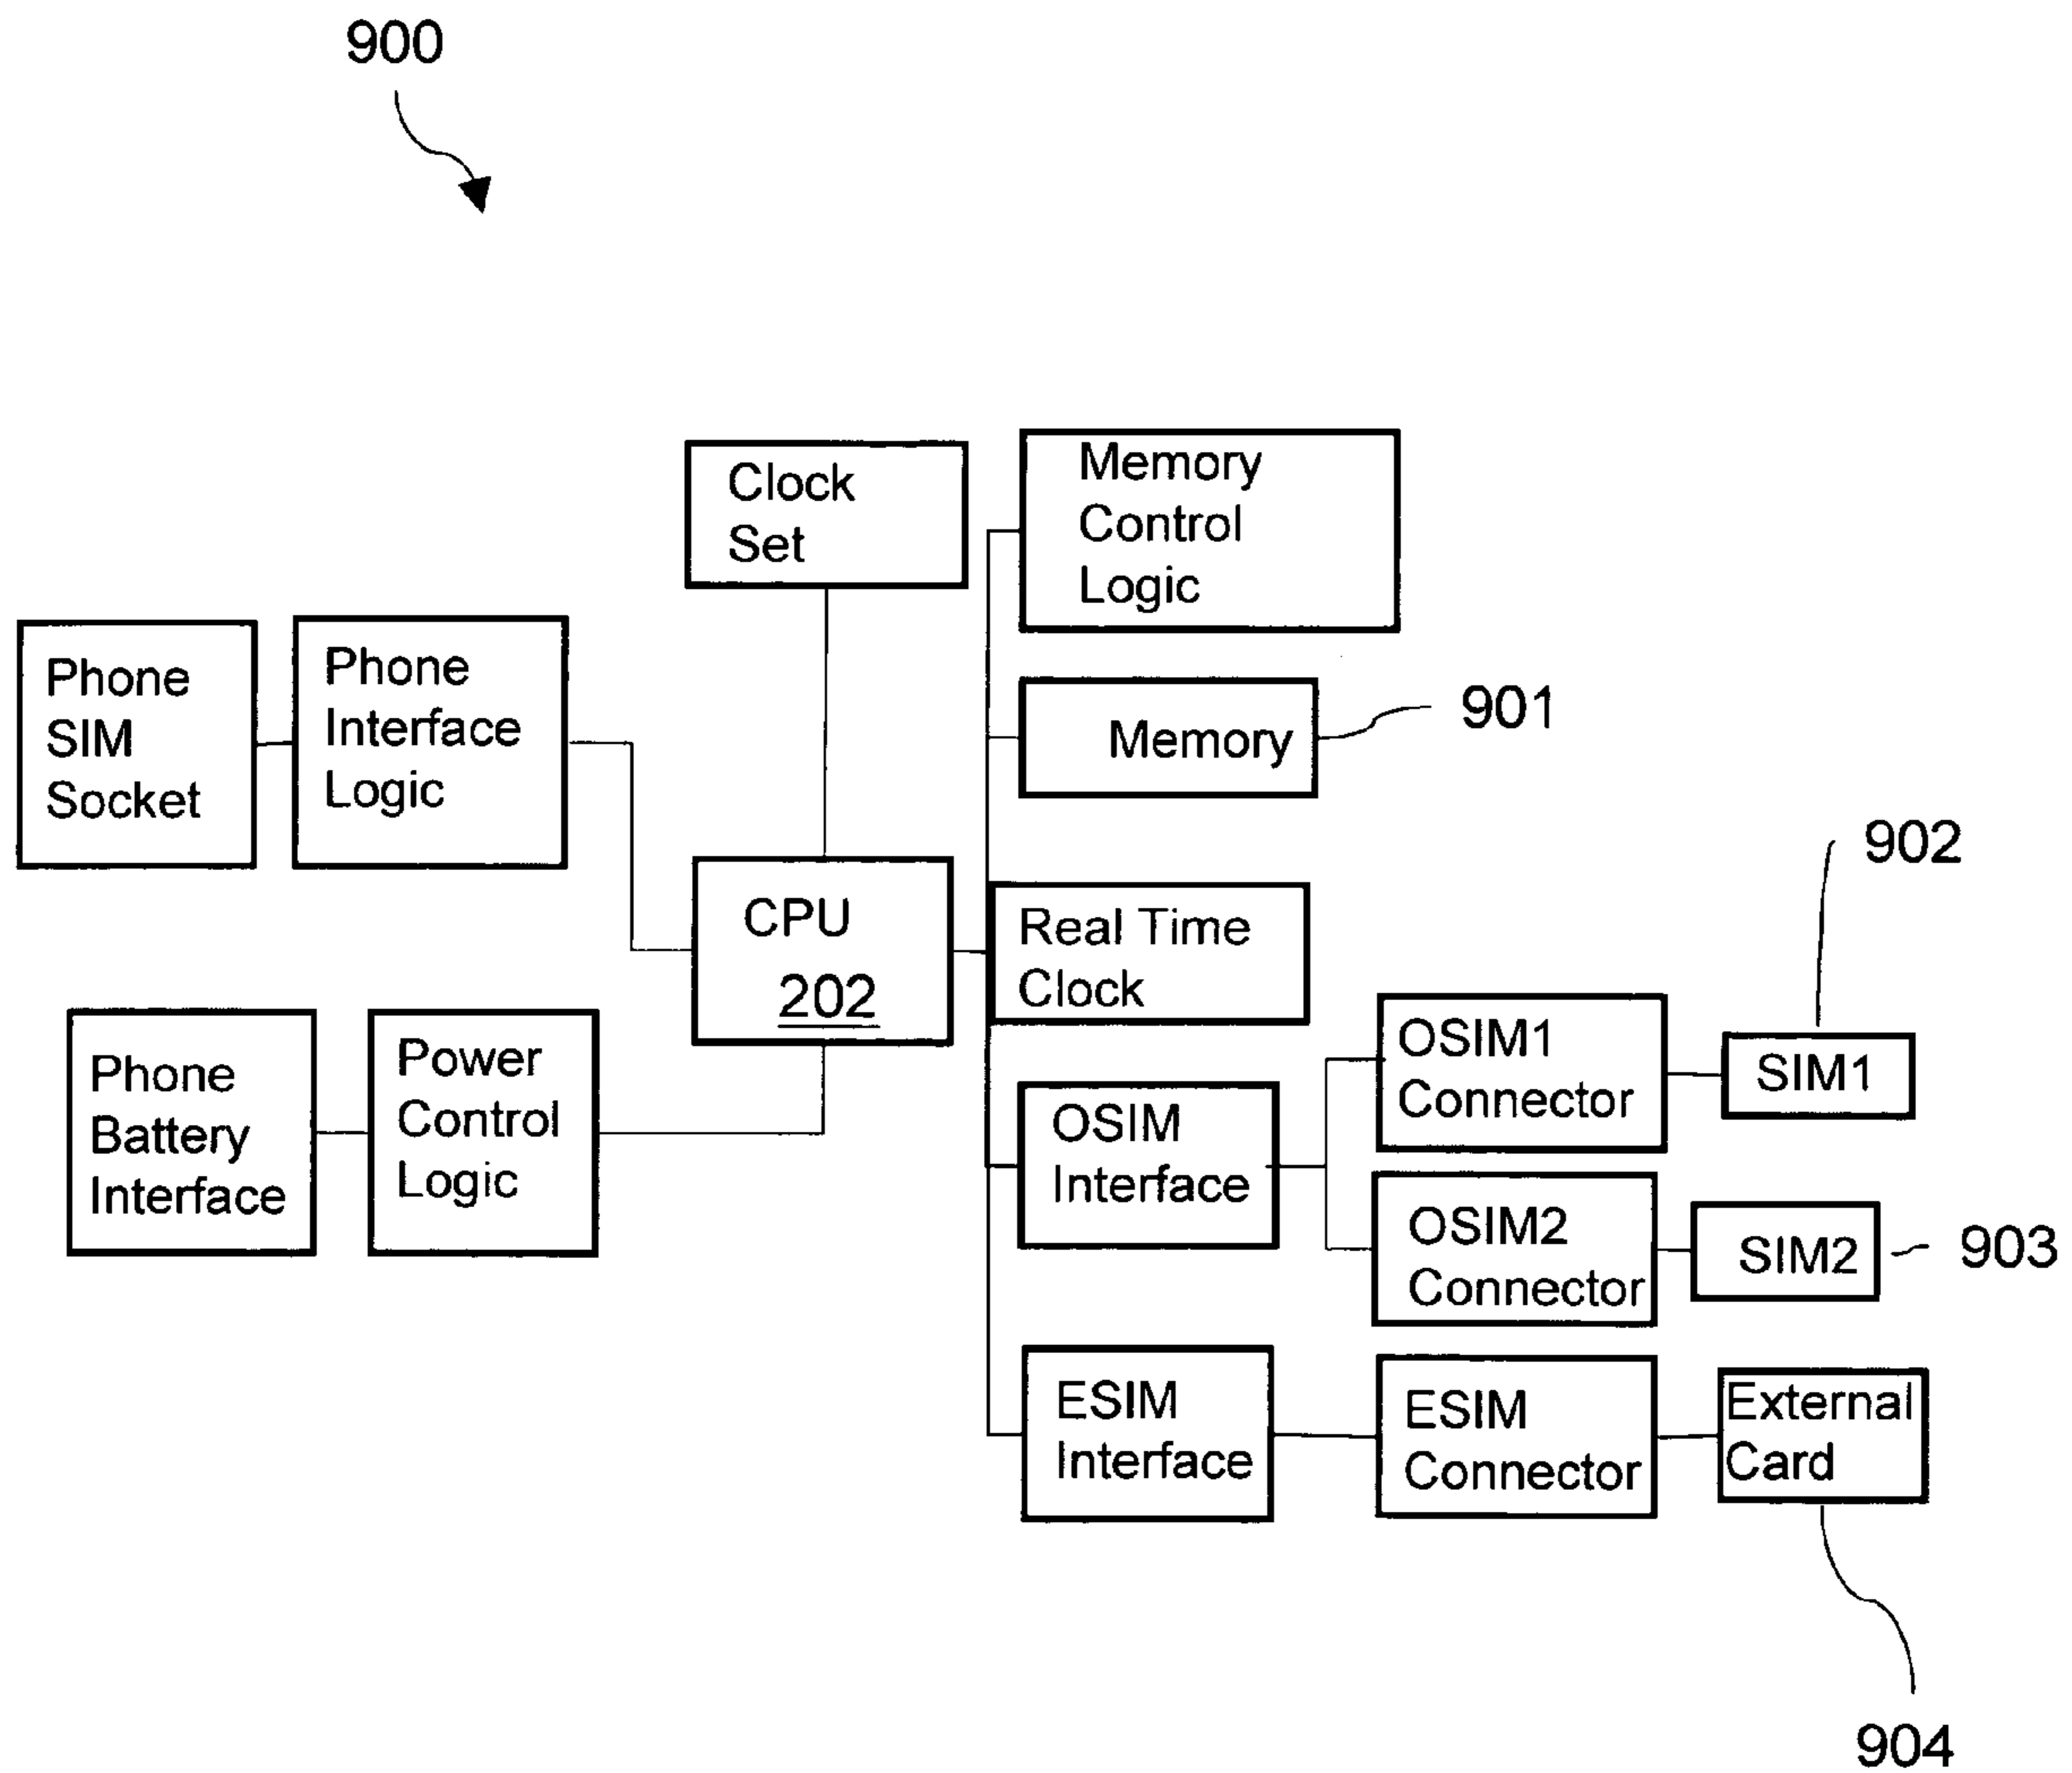 900
Clock
Set
Memory
Control
Logic
Phone
SIM
Socket
Phone
Interface
Logic
Memory
901
CPU
202
Real Time
Clock
902
Phone
Battery
Interface
Power
Control
Logic
OSIM
Interface
OSIM1
Connector
SIM1
OSIM2
Connector
SIM2
903
ESIM
Interface
ESIM
Connector
External
Card
904